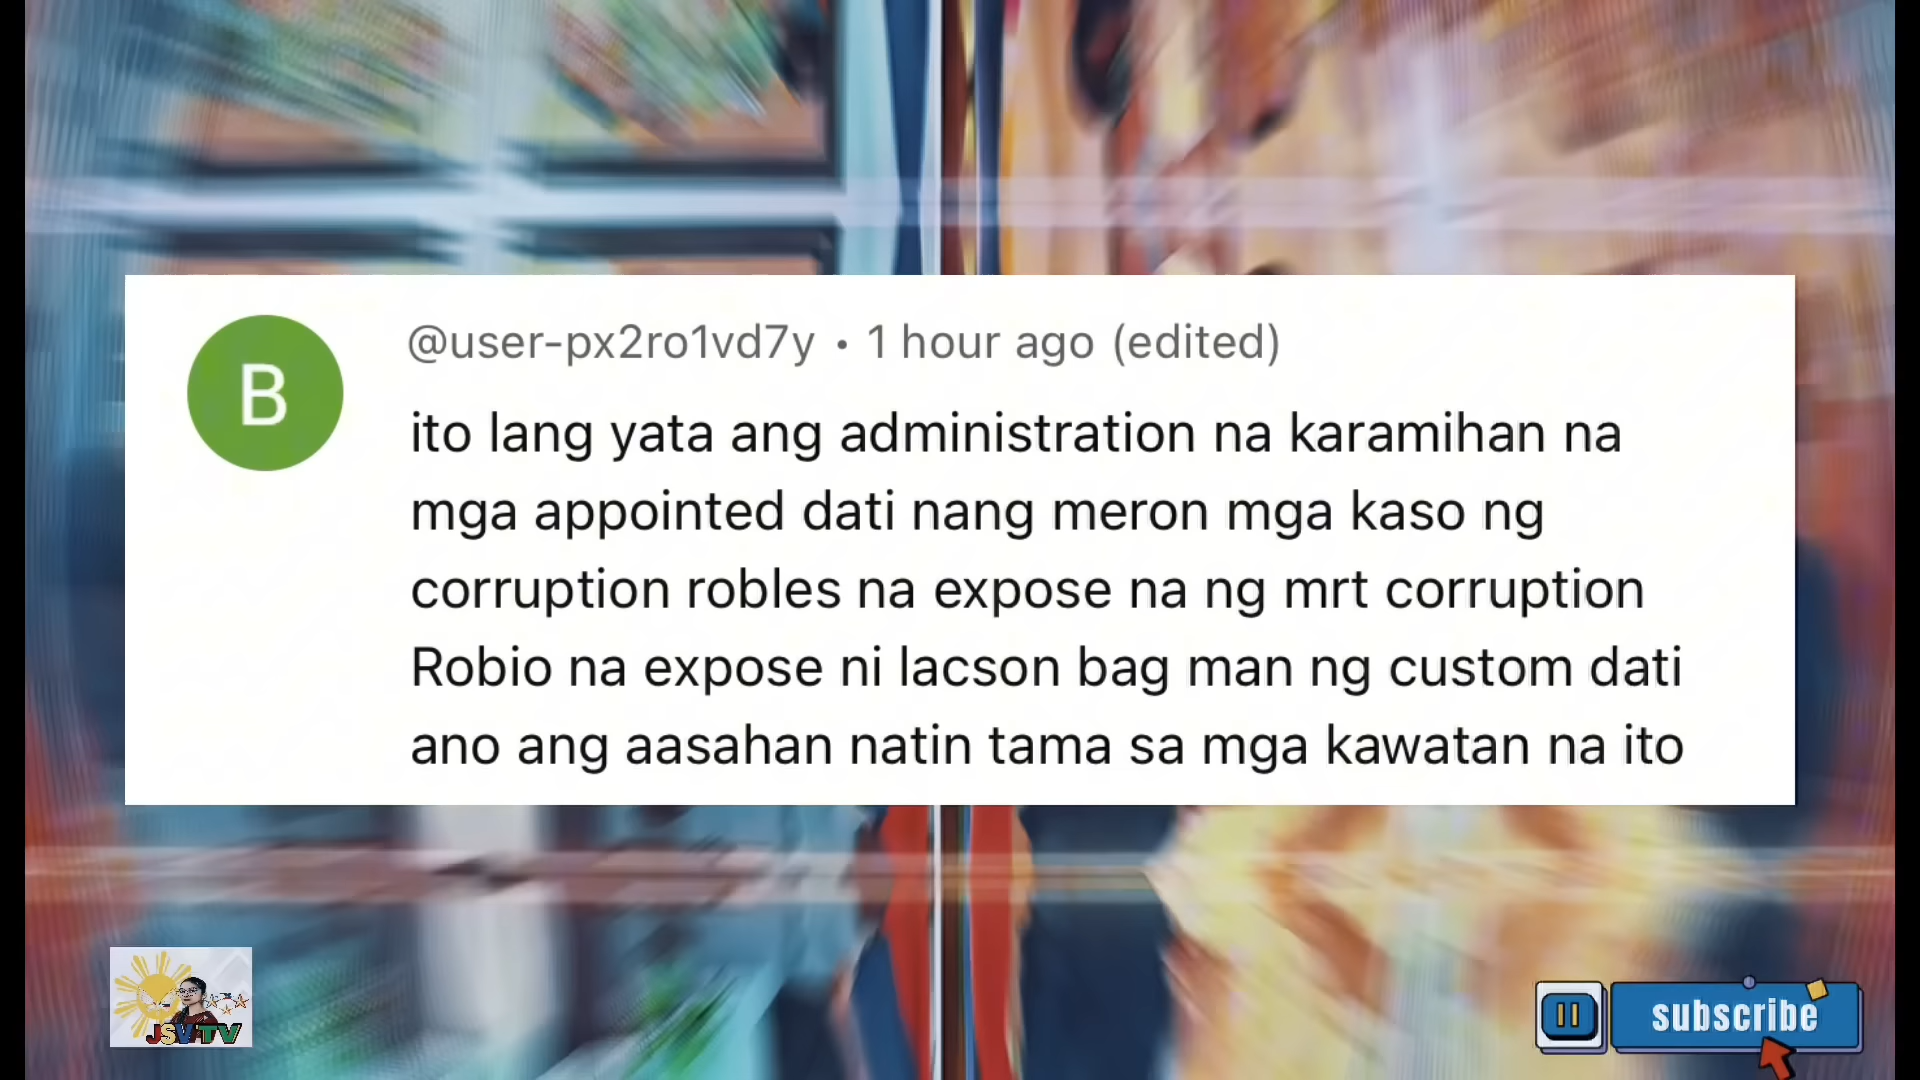 @user-px2ro1vd7y • 1 hour ago (edited)
B
ito lang yata ang administration na karamihan na
mga appointed dati nang meron mga kaso ng
corruption robles na expose na ng mrt corruption
Robio na expose ni lacson bag man ng custom dati
ano ang aasahan natin tama sa mga kawatan na ito
JSV TV
subscribe